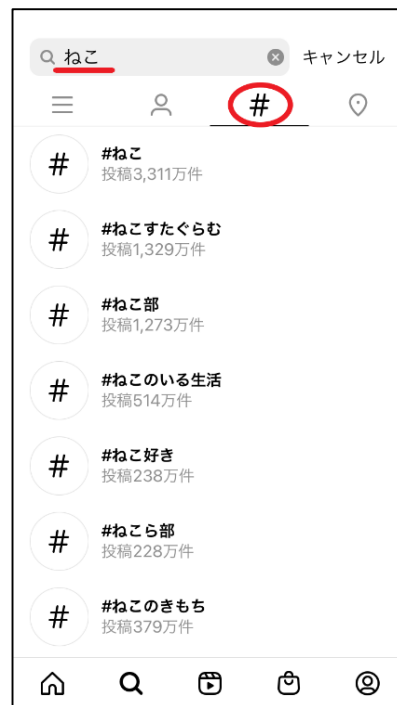 ねこ
キャンセル
#
#
#ねこ
投稿3,311万件
#
#ねこすたぐらむ
投稿1,329万件
#
#ねこ部
投稿1,273万件
#
#ねこのいる生活
投稿514万件
#
#ねこ好き
投稿238万件
#
#ねこら部
投稿228万件
#
#ねこのきもち
投稿379万件